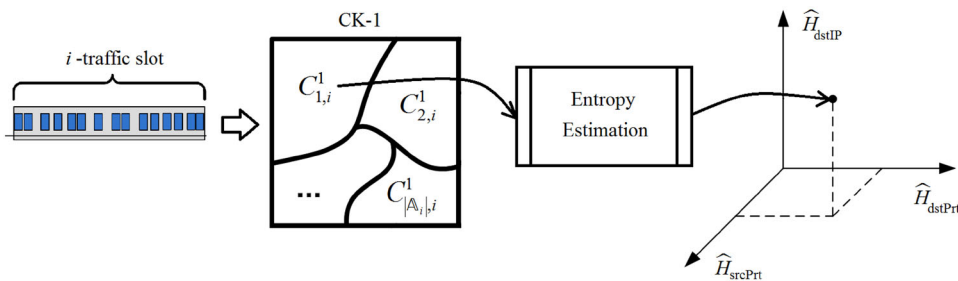 CK-1
i -traffic slot
C^1_{1,i}
C^1_{2,i}
...
C^1_{|𝔸_i|,i}
Entropy
Estimation
Ĥ_dstIP
Ĥ_dstPrt
Ĥ_srcPrt